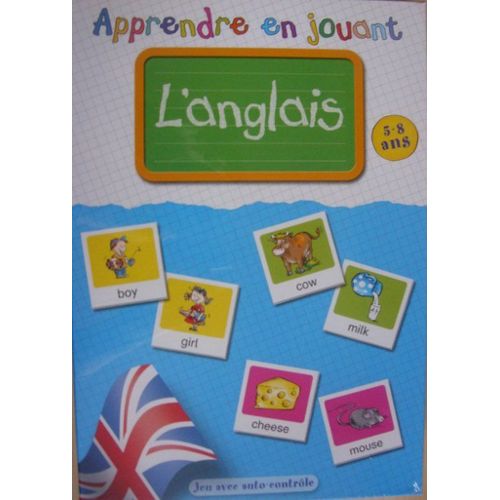 Apprendre en jouant
L'anglais
5-8
ans
boy
girl
cow
milk
cheese
mouse
Jeu avec auto-contrôle